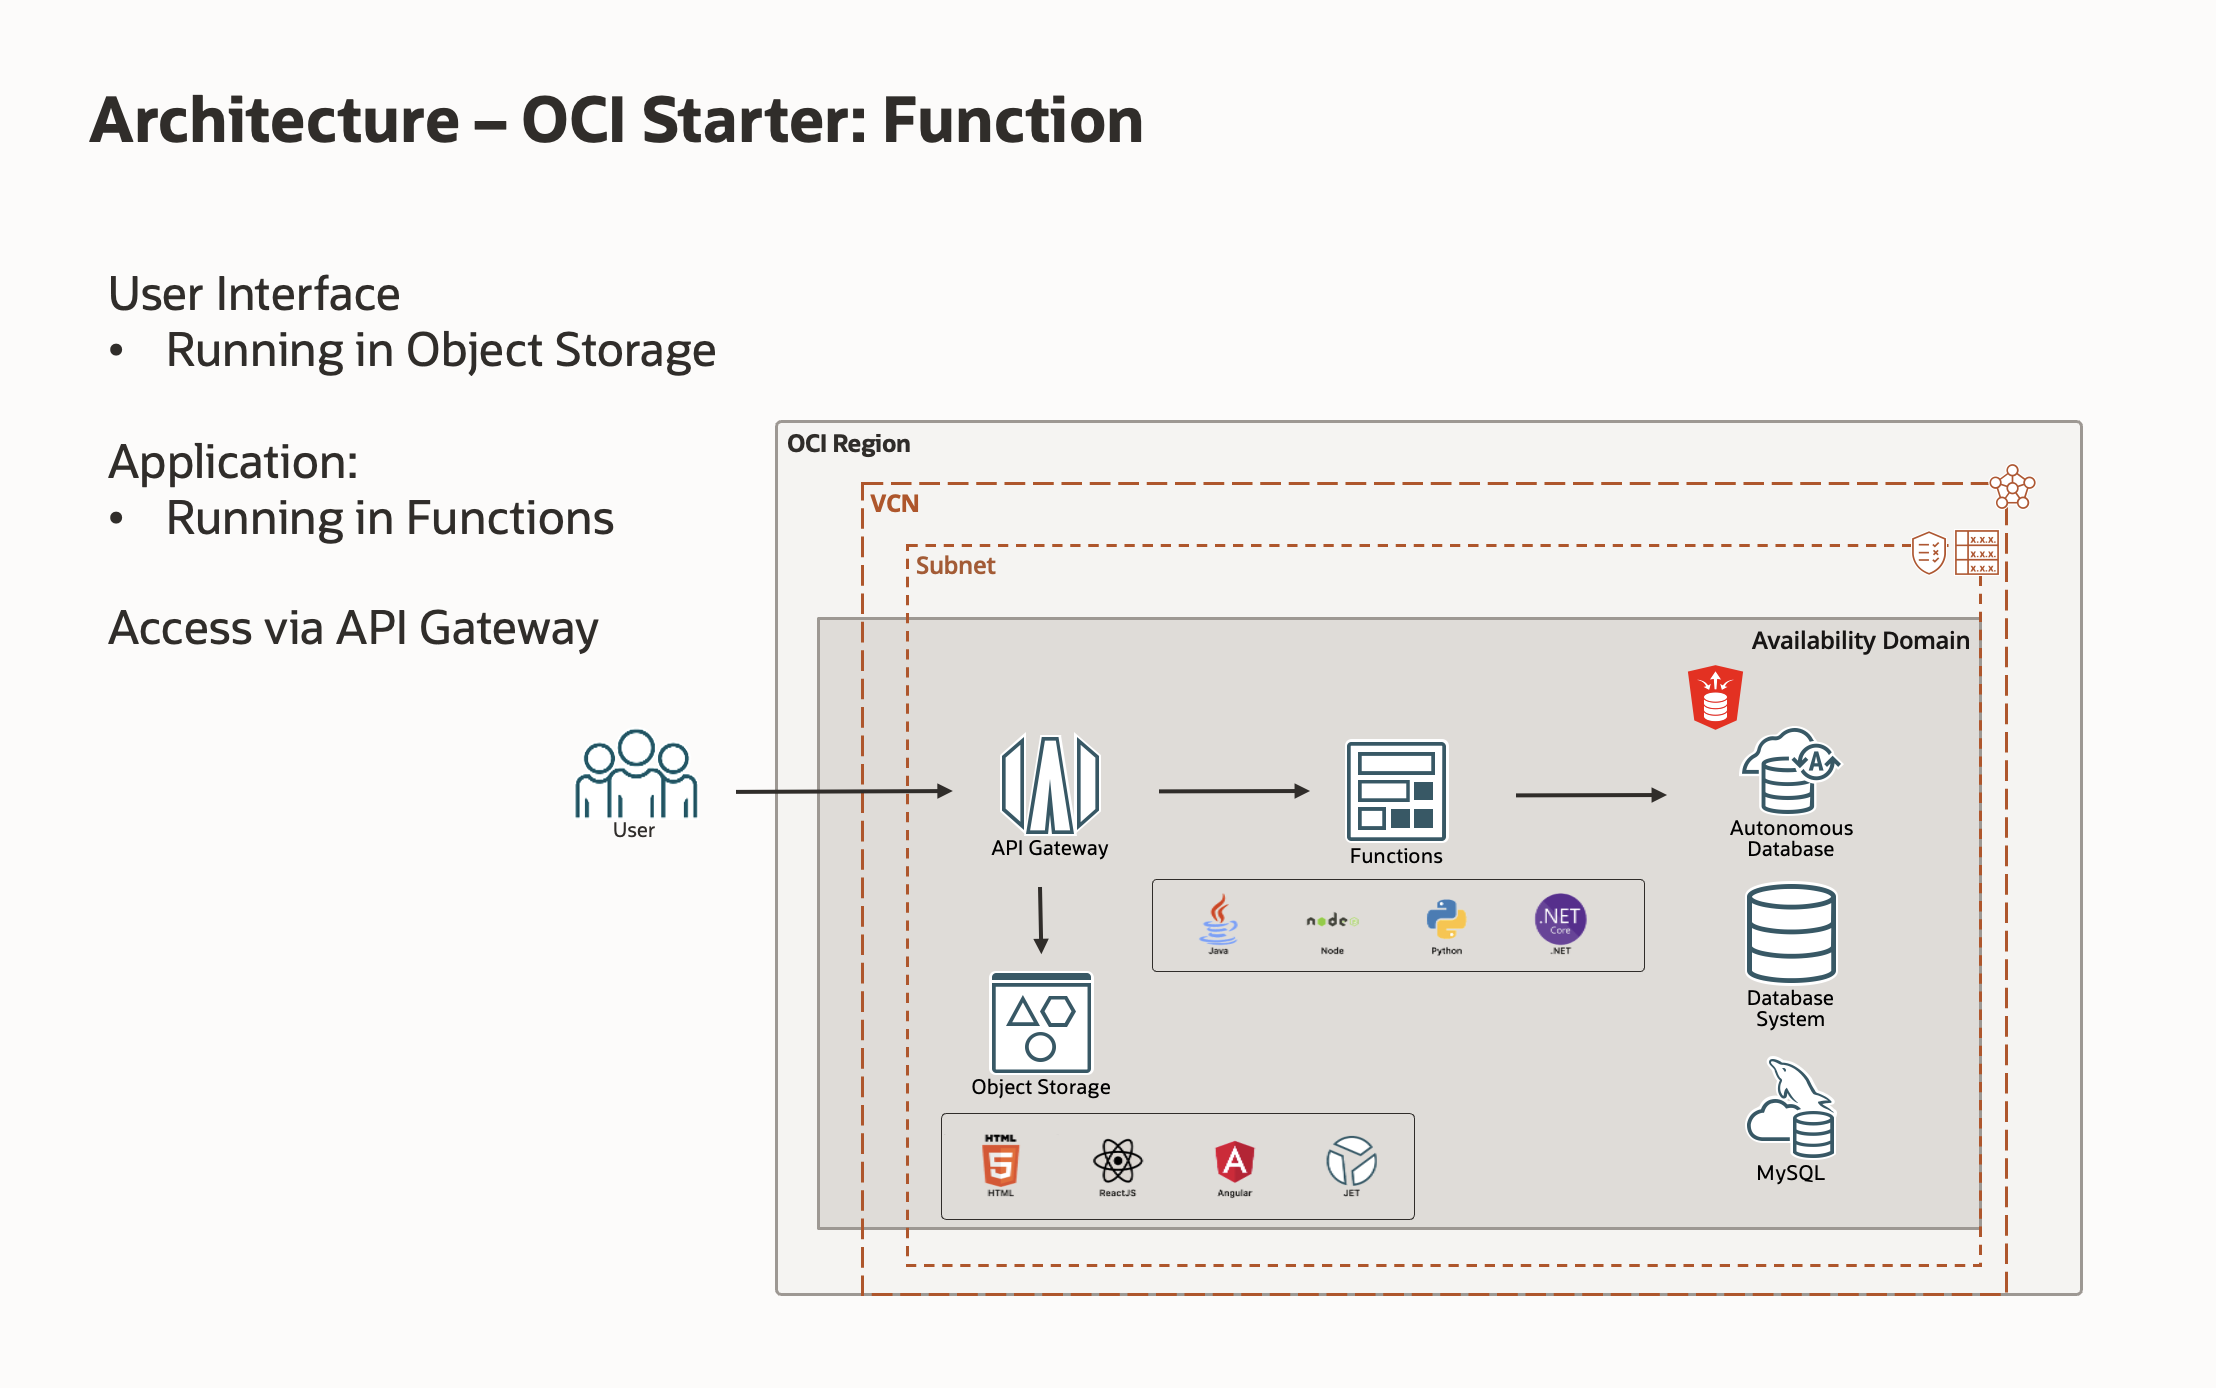 Architecture – OCI Starter: Function
User Interface
• Running in Object Storage
Application:
• Running in Functions
Access via API Gateway
OCI Region
VCN
Subnet
x.x.x.
x.x.x.
x.x.x.
Availability Domain
User
API Gateway
Functions
A
Autonomous
Database
node
Java
Node
Python
.NET
Core
.NET
Database
System
Object Storage
MySQL
HTML
5
A
HTML
ReactJS
Angular
JET